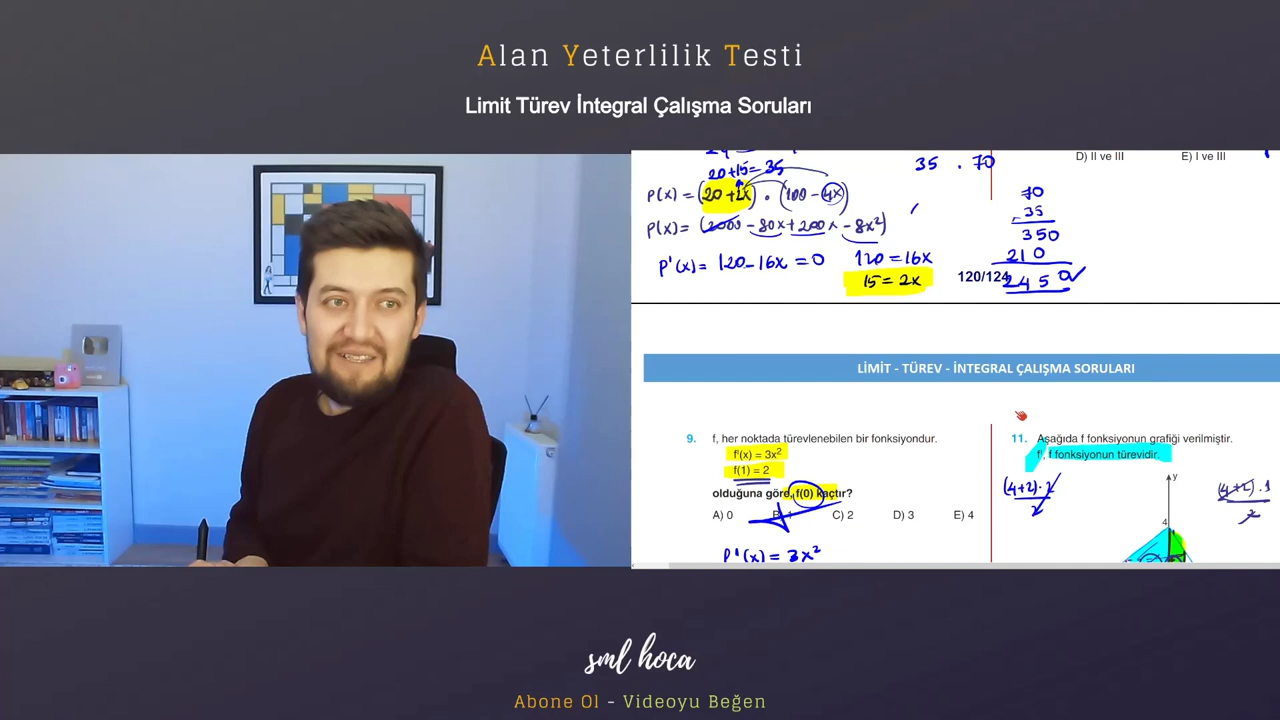 Alan Yeterlilik Testi
Limit Türev İntegral Çalışma Soruları
20+15=35
P(x) = (20+2x) . (100-4x)
P(x) = (2000 - 80x + 200x - 8x²)
P'(x) = 120-16x = 0
120 = 16x
15 = 2x
35 . 70
D) II ve III
E) I ve III
70
35
350
210
2450
120/124
LİMİT - TÜREV - İNTEGRAL ÇALIŞMA SORULARI
9. f, her noktada türevlenebilen bir fonksiyondur.
f'(x) = 3x²
f(1) = 2
olduğuna göre, f(0) kaçtır?
A) 0
C) 2
D) 3
E) 4
P'(x) = 3x²
11. Aşağıda f fonksiyonun grafiği verilmiştir.
f', f fonksiyonun türevidir.
y
4
sml hoca
Abone Ol - Videoyu Beğen